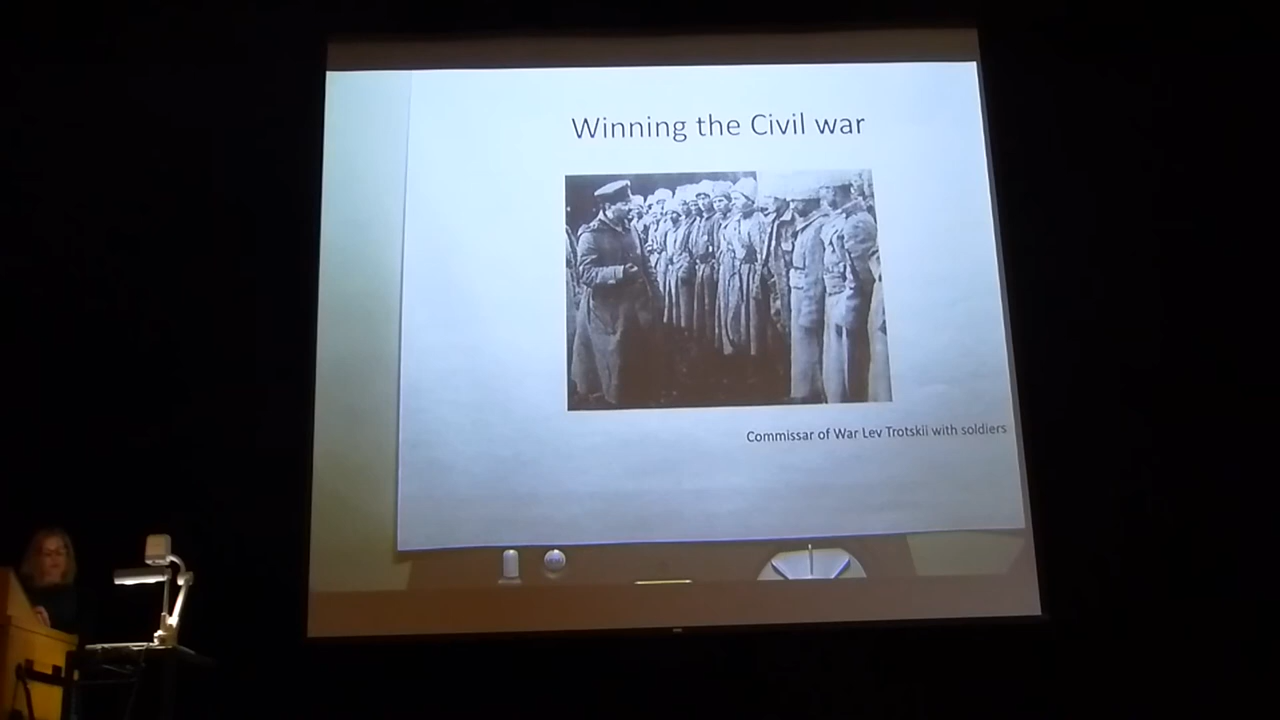 Winning the Civil war
Commissar of War Lev Trotskii with soldiers